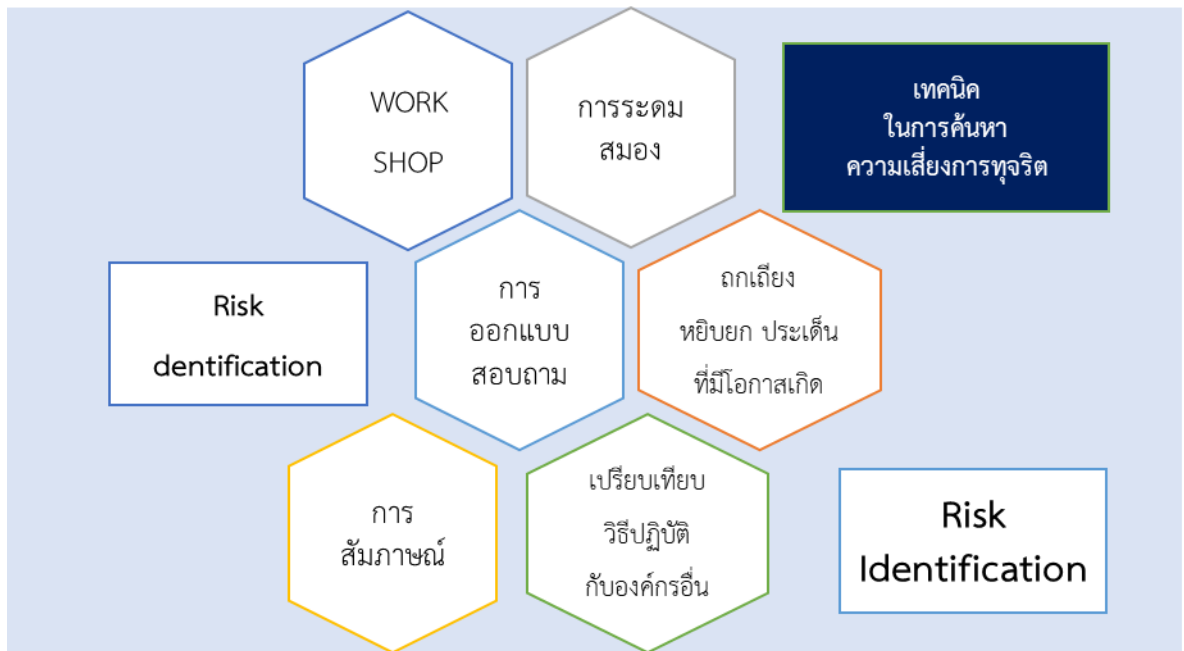 WORK
SHOP
การระดม
สมอง
เทคนิค
ในการค้นหา
ความเสี่ยงการทุจริต
Risk
dentification
การ
ออกแบบ
สอบถาม
ถกเถียง
หยิบยก ประเด็น
ที่มีโอกาสเกิด
การ
สัมภาษณ์
เปรียบเทียบ
วิธีปฏิบัติ
กับองค์กรอื่น
Risk
Identification